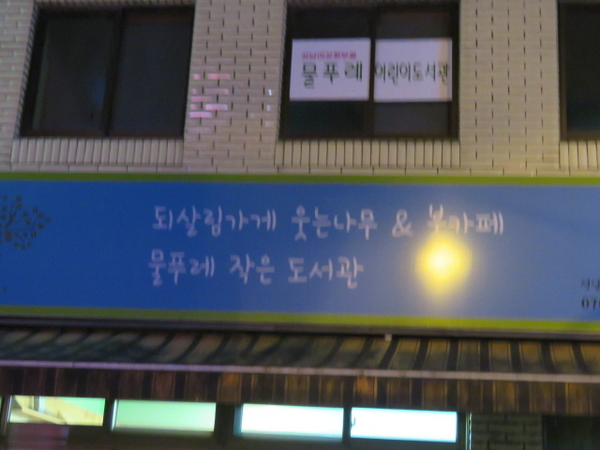 물푸레 어린이도서관
되살림가게 웃는나무 & 북카페
물푸레 작은 도서관